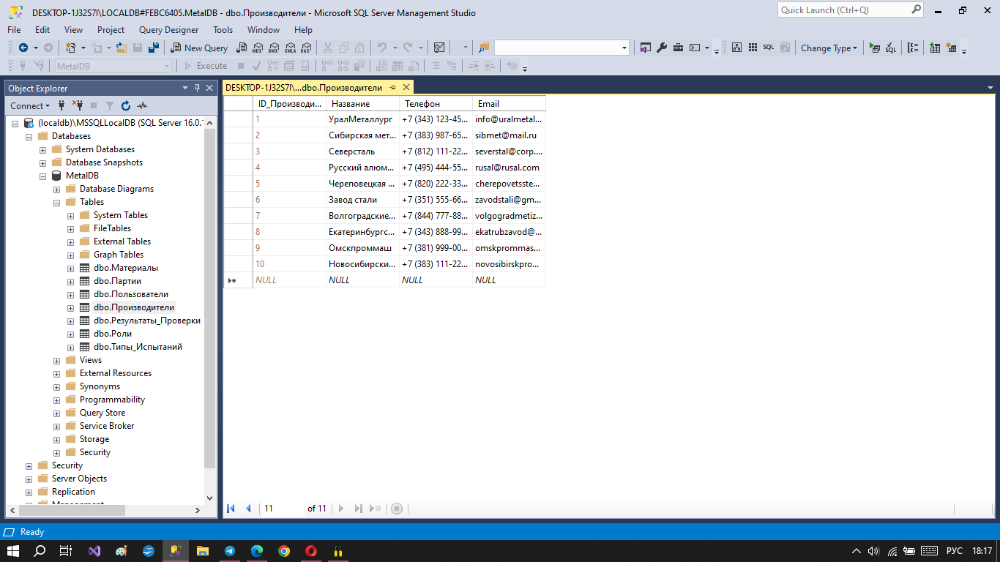 DESKTOP-1J32S7I\LOCALDB#FEBC6405.MetalDB - dbo.Производители - Microsoft SQL Server Management Studio
Quick Launch (Ctrl+Q)
File Edit View Project Query Designer Tools Window Help
New Query MDX DMX XMLA DAX SQL Change Type SQL
MetalDB Execute
Object Explorer
DESKTOP-1J32S7I\...dbo.Производители
Connect
(localdb)\MSSQLLocalDB (SQL Server 16.0.1
Databases
System Databases
Database Snapshots
MetalDB
Database Diagrams
Tables
System Tables
FileTables
External Tables
Graph Tables
dbo.Материалы
dbo.Партии
dbo.Пользователи
dbo.Производители
dbo.Результаты_Проверки
dbo.Роли
dbo.Типы_Испытаний
Views
External Resources
Synonyms
Programmability
Query Store
Service Broker
Storage
Security
Security
Server Objects
Replication
Management
ID_Производи... Название Телефон Email
1 УралМеталлург +7 (343) 123-45... info@uralmetal...
2 Сибирская мет... +7 (383) 987-65... sibmet@mail.ru
3 Северсталь +7 (812) 111-22... severstal@corp....
4 Русский алюм... +7 (495) 444-55... rusal@rusal.com
5 Череповецкая ... +7 (820) 222-33... cherepovetsste...
6 Завод стали +7 (351) 555-66... zavodstali@gm...
7 Волгоградские... +7 (844) 777-88... volgogradmetiz...
8 Екатеринбургс... +7 (343) 888-99... ekatrubzavod@...
9 Омскпроммаш +7 (381) 999-00... omskprommas...
10 Новосибирски... +7 (383) 111-22... novosibirskpro...
NULL NULL NULL NULL
11 of 11
Ready
РУС 18:17